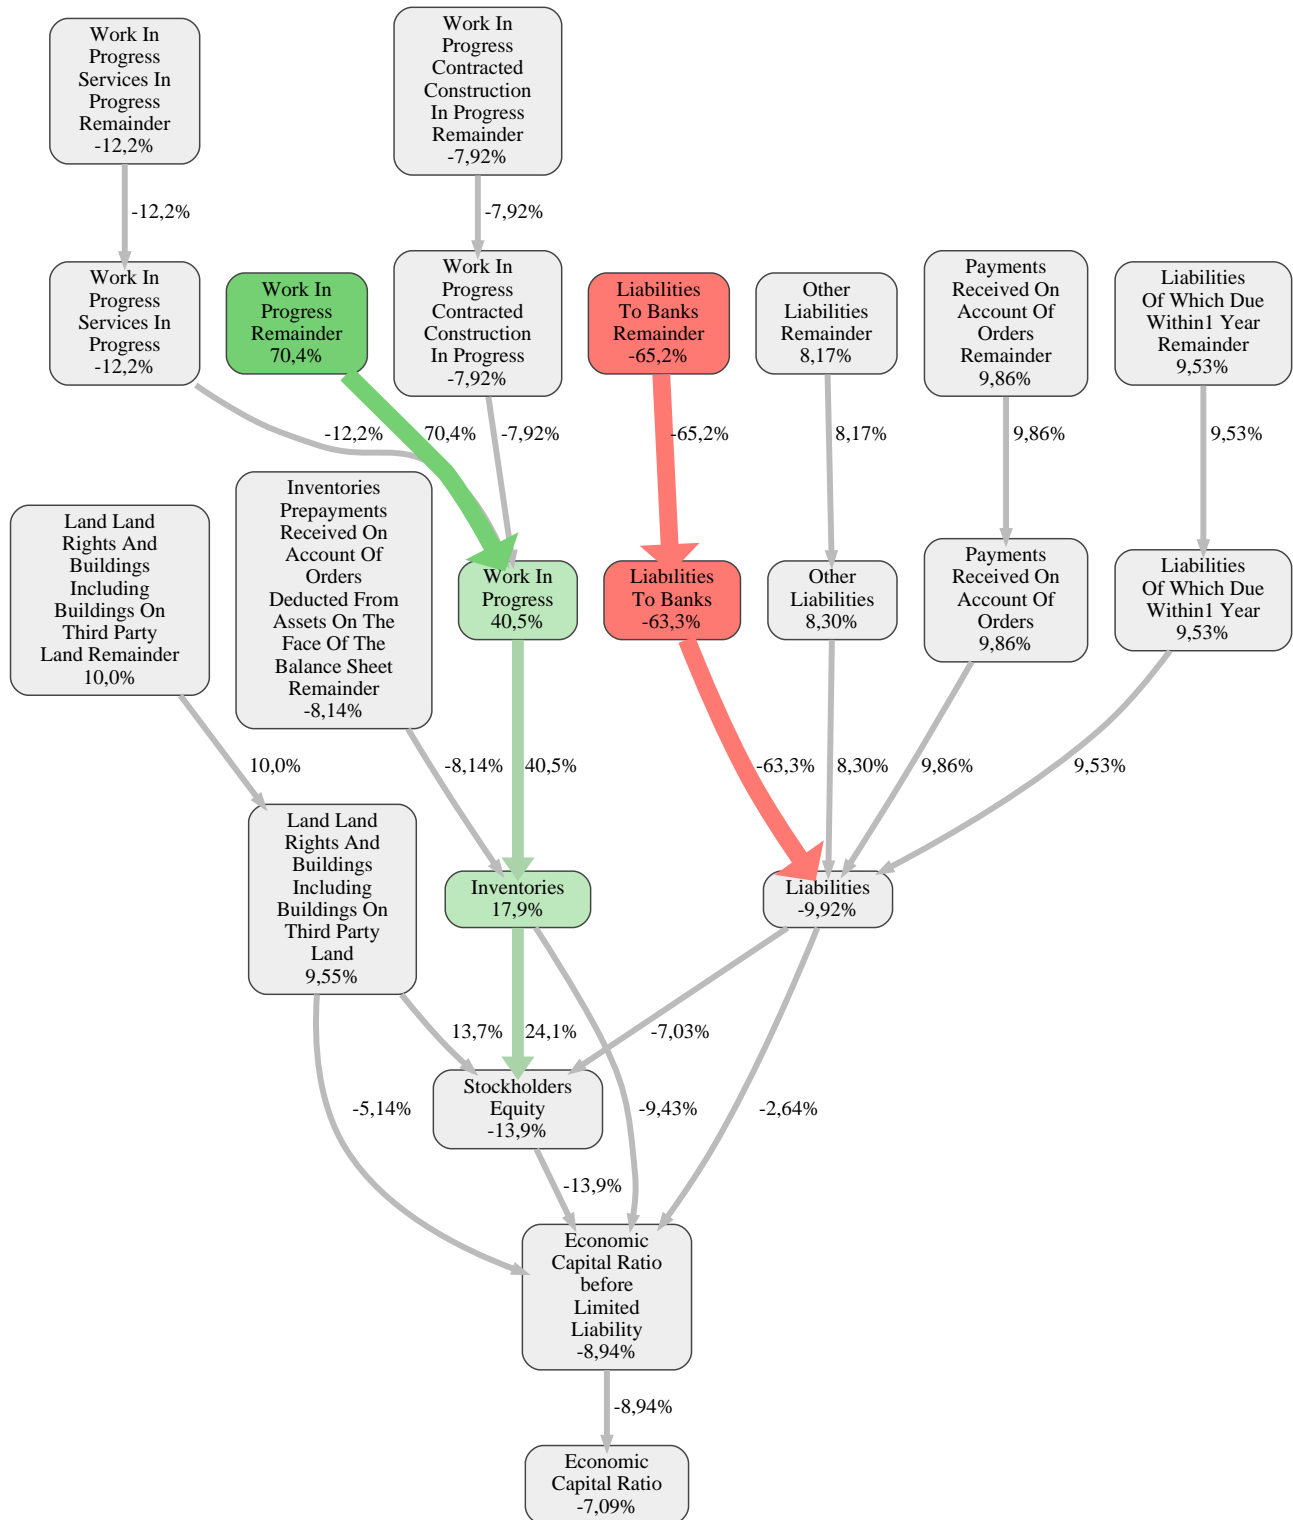 Work In
Progress
Services In
Progress
Remainder
-12,2%
Work In
Progress
Contracted
Construction
In Progress
Remainder
-7,92%
-12,2%
-7,92%
Work In
Progress
Services In
Progress
-12,2%
Work In
Progress
Remainder
70,4%
Work In
Progress
Contracted
Construction
In Progress
-7,92%
Liabilities
To Banks
Remainder
-65,2%
Other
Liabilities
Remainder
8,17%
Payments
Received On
Account Of
Orders
Remainder
9,86%
Liabilities
Of Which Due
Within1 Year
Remainder
9,53%
-12,2%
70,4%
-7,92%
-65,2%
8,17%
9,86%
9,53%
Land Land
Rights And
Buildings
Including
Buildings On
Third Party
Land Remainder
10,0%
Inventories
Prepayments
Received On
Account Of
Orders
Deducted From
Assets On The
Face Of The
Balance Sheet
Remainder
-8,14%
Work In
Progress
40,5%
Liabilities
To Banks
-63,3%
Other
Liabilities
8,30%
Payments
Received On
Account Of
Orders
9,86%
Liabilities
Of Which Due
Within1 Year
9,53%
10,0%
-8,14%
40,5%
-63,3%
8,30%
9,86%
9,53%
Land Land
Rights And
Buildings
Including
Buildings On
Third Party
Land
9,55%
Inventories
17,9%
Liabilities
-9,92%
13,7%
24,1%
-7,03%
Stockholders
Equity
-13,9%
-5,14%
-9,43%
-2,64%
-13,9%
Economic
Capital Ratio
before
Limited
Liability
-8,94%
-8,94%
Economic
Capital Ratio
-7,09%